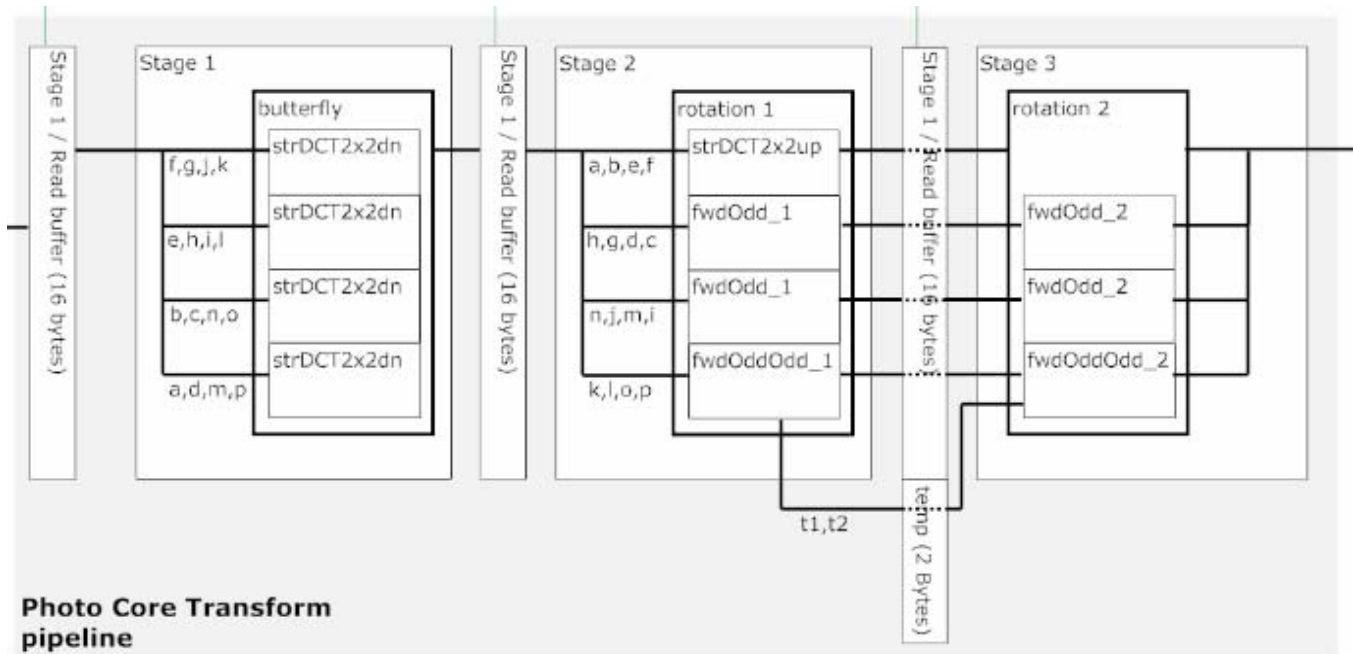 Stage 1 / Read buffer (16 bytes)
Stage 1
butterfly
strDCT2x2dn
f,g,j,k
strDCT2x2dn
e,h,i,l
strDCT2x2dn
b,c,n,o
strDCT2x2dn
a,d,m,p
Stage 1 / Read buffer (16 bytes)
Stage 2
rotation 1
strDCT2x2up
a,b,e,f
fwdOdd_1
h,g,d,c
fwdOdd_1
n,j,m,i
fwdOddOdd_1
k,l,o,p
t1,t2
Stage 1 / Read buffer (16 bytes)
temp (2 Bytes)
Stage 3
rotation 2
fwdOdd_2
fwdOdd_2
fwdOddOdd_2
Photo Core Transform
pipeline